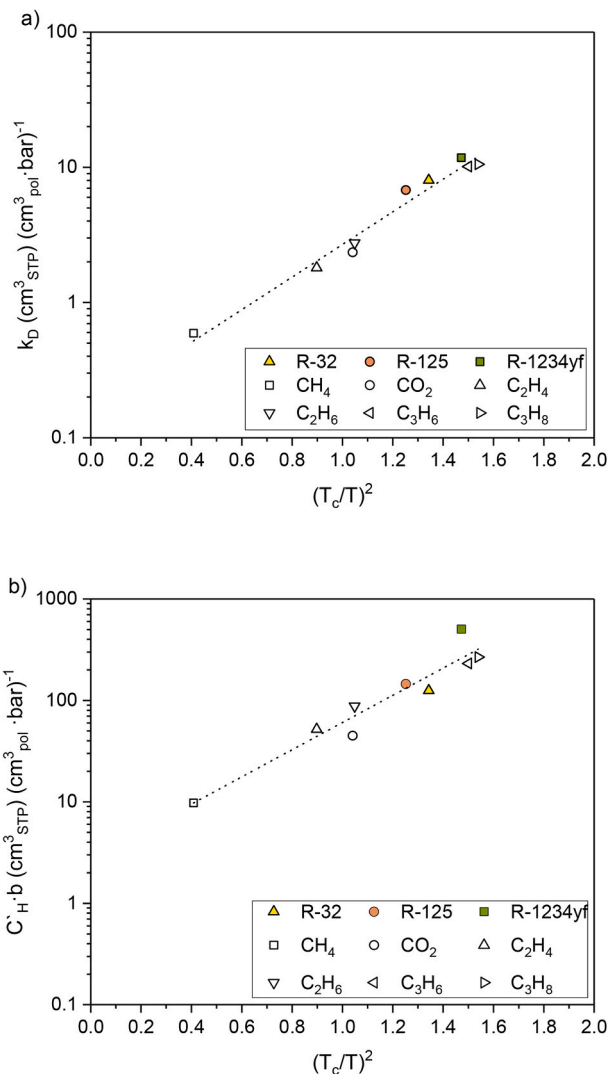 a)
100
10
1
0.1
k_D (cm³_STP) (cm³_pol·bar)⁻¹
R-32 R-125 R-1234yf
CH₄ CO₂ C₂H₄
C₂H₆ C₃H₆ C₃H₈
0.0 0.2 0.4 0.6 0.8 1.0 1.2 1.4 1.6 1.8 2.0
(T_c/T)²
b)
1000
100
10
1
0.1
C`_H·b (cm³_STP) (cm³_pol ·bar)⁻¹
R-32 R-125 R-1234yf
CH₄ CO₂ C₂H₄
C₂H₆ C₃H₆ C₃H₈
0.0 0.2 0.4 0.6 0.8 1.0 1.2 1.4 1.6 1.8 2.0
(T_c/T)²